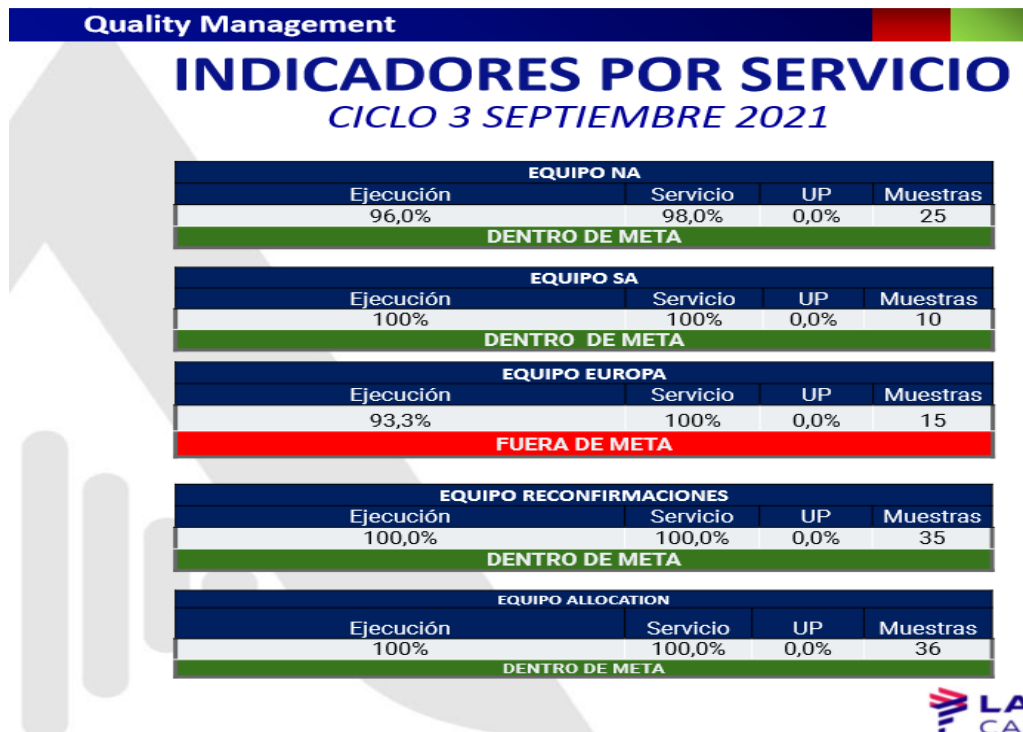 Quality Management
INDICADORES POR SERVICIO
CICLO 3 SEPTIEMBRE 2021
EQUIPO NA
Ejecución Servicio UP Muestras
96,0% 98,0% 0,0% 25
DENTRO DE META
EQUIPO SA
Ejecución Servicio UP Muestras
100% 100% 0,0% 10
DENTRO DE META
EQUIPO EUROPA
Ejecución Servicio UP Muestras
93,3% 100% 0,0% 15
FUERA DE META
EQUIPO RECONFIRMACIONES
Ejecución Servicio UP Muestras
100,0% 100,0% 0,0% 35
DENTRO DE META
EQUIPO ALLOCATION
Ejecución Servicio UP Muestras
100% 100,0% 0,0% 36
DENTRO DE META
LA
CA